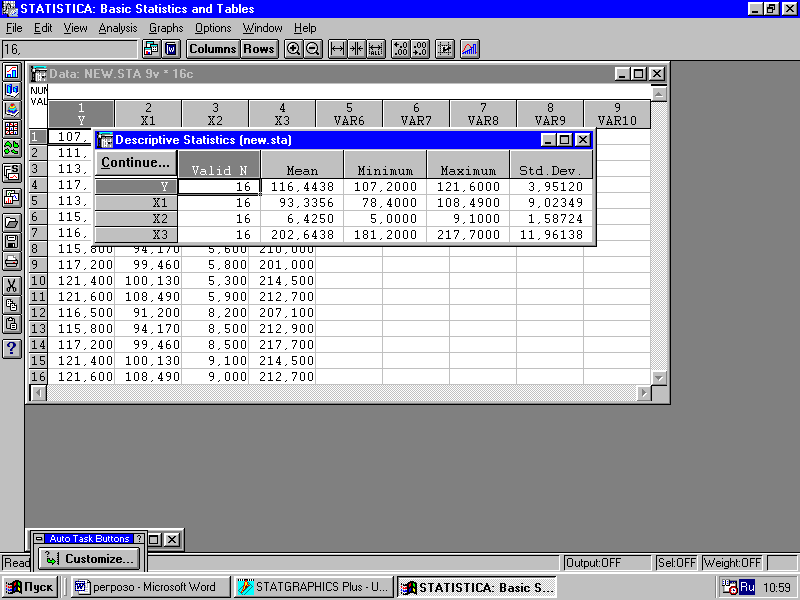 STATISTICA: Basic Statistics and Tables
File Edit View Analysis Graphs Options Window Help
16, Columns Rows
Data: NEW.STA 9v * 16c
NUM
VAL
1 2 3 4 5 6 7 8 9
Y X1 X2 X3 VAR6 VAR7 VAR8 VAR9 VAR10
1 107,
2 111,
3 113,
4 117,
5 113,
6 115,
7 116,
Descriptive Statistics (new.sta)
Continue... Valid N Mean Minimum Maximum Std.Dev.
Y 16 116,4438 107,2000 121,6000 3,95120
X1 16 93,3356 78,4000 108,4900 9,02349
X2 16 6,4250 5,0000 9,1000 1,58724
X3 16 202,6438 181,2000 217,7000 11,96138
8 115,800 94,170 5,600 210,000
9 117,200 99,460 5,800 201,000
10 121,400 100,130 5,300 214,500
11 121,600 108,490 5,900 212,700
12 116,500 91,200 8,200 207,100
13 115,800 94,170 8,500 212,900
14 117,200 99,460 8,500 217,700
15 121,400 100,130 9,100 214,500
16 121,600 108,490 9,000 212,700
Auto Task Buttons ?
Customize...
Read Output:OFF Sel:OFF Weight:OFF
Пуск регрозо - Microsoft Word STATGRAPHICS Plus - U... STATISTICA: Basic S... Ru 10:59